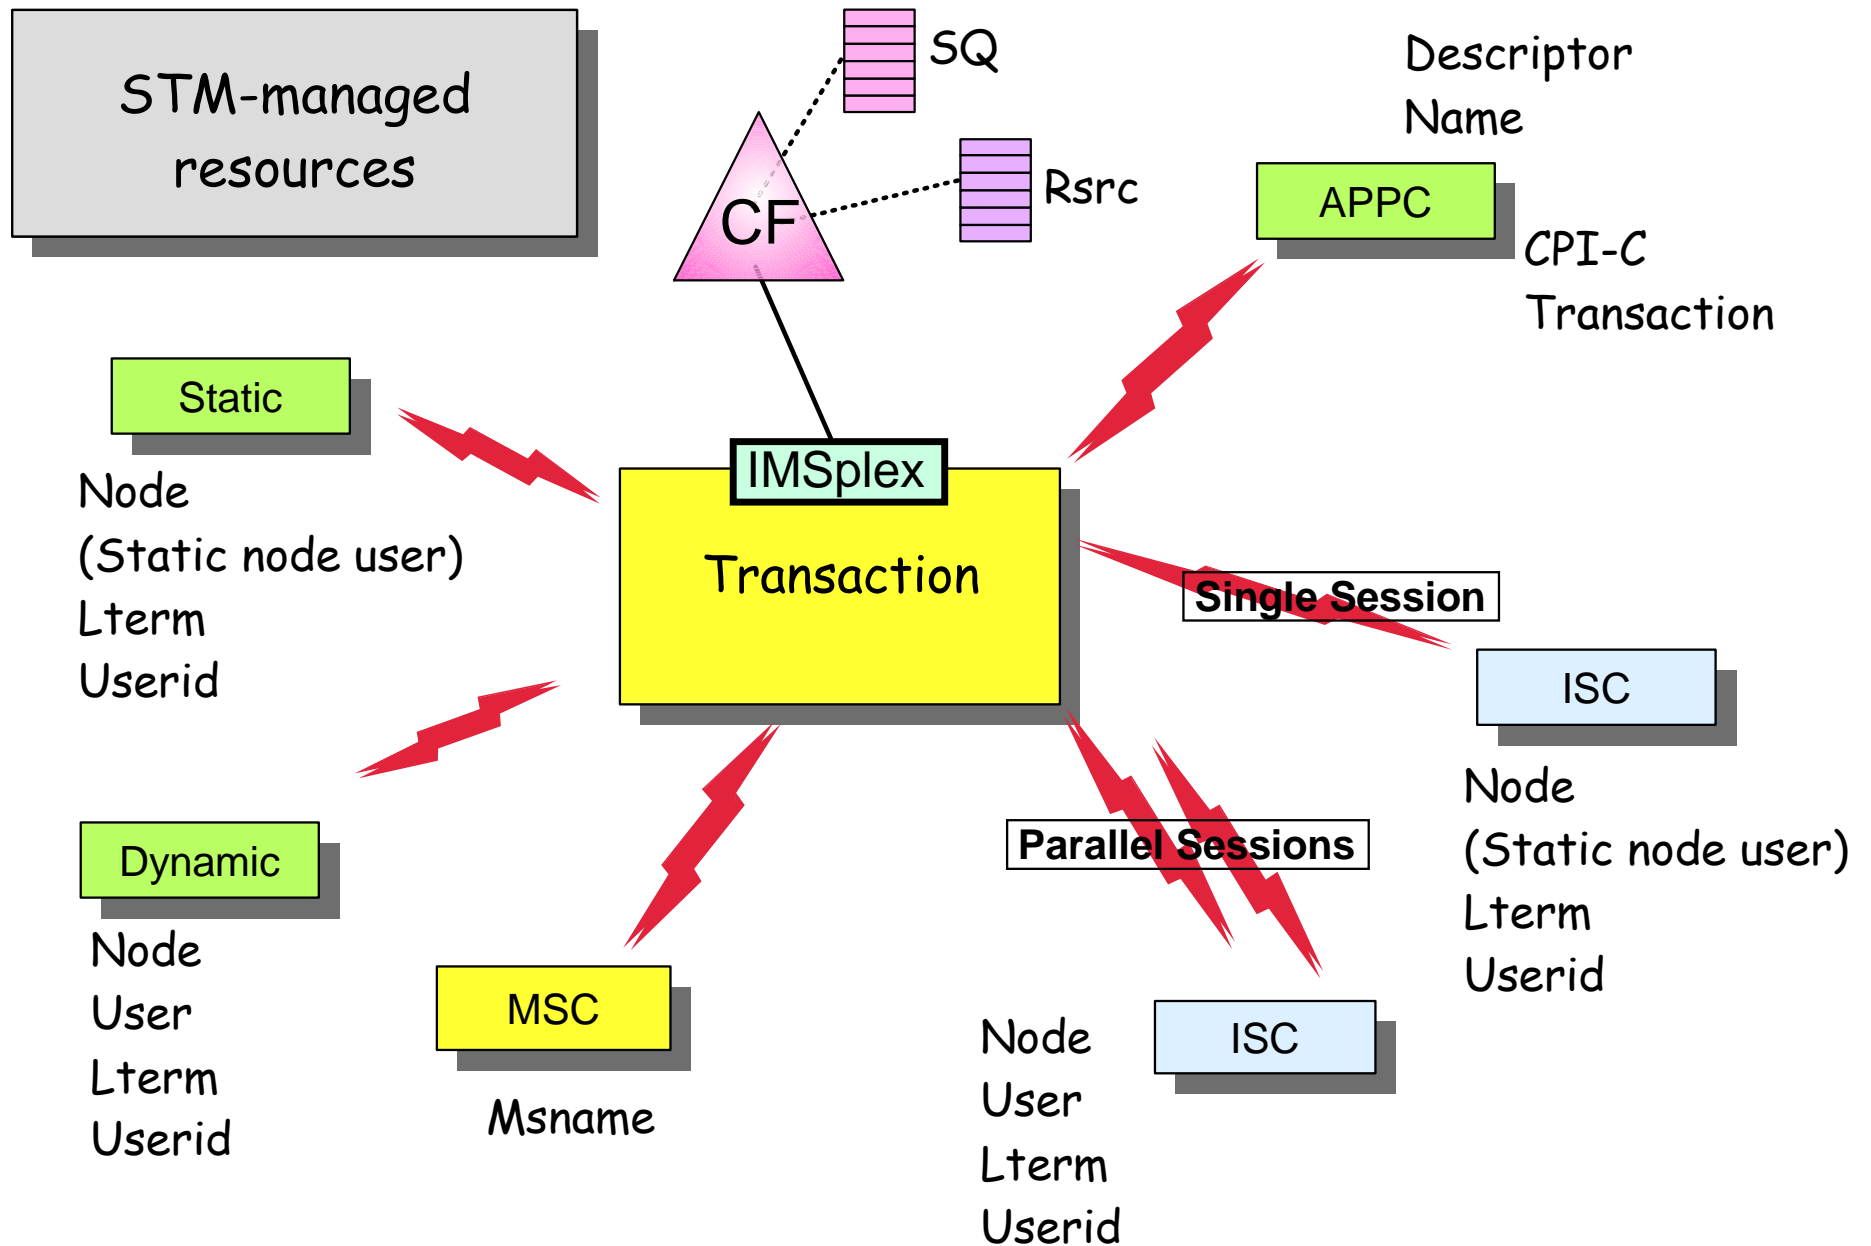 STM-managed
resources
SQ
Rsrc
CF
Descriptor
Name
APPC
CPI-C
Transaction
Static
Node
(Static node user)
Lterm
Userid
IMSplex
Transaction
Single Session
ISC
Node
(Static node user)
Lterm
Userid
Parallel Sessions
Dynamic
Node
User
Lterm
Userid
MSC
Msname
ISC
Node
User
Lterm
Userid